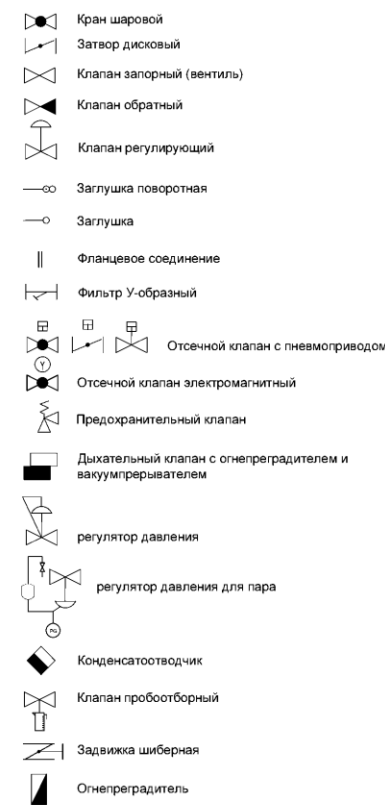 Кран шаровой
Затвор дисковый
Клапан запорный (вентиль)
Клапан обратный
Клапан регулирующий
Заглушка поворотная
Заглушка
Фланцевое соединение
Фильтр У-образный
Отсечной клапан с пневмоприводом
Y
Отсечной клапан электромагнитный
Предохранительный клапан
Дыхательный клапан с огнепреградителем и
вакуумпрерывателем
регулятор давления
регулятор давления для пара
PG
Конденсатоотводчик
Клапан пробоотборный
Задвижка шиберная
Огнепреградитель